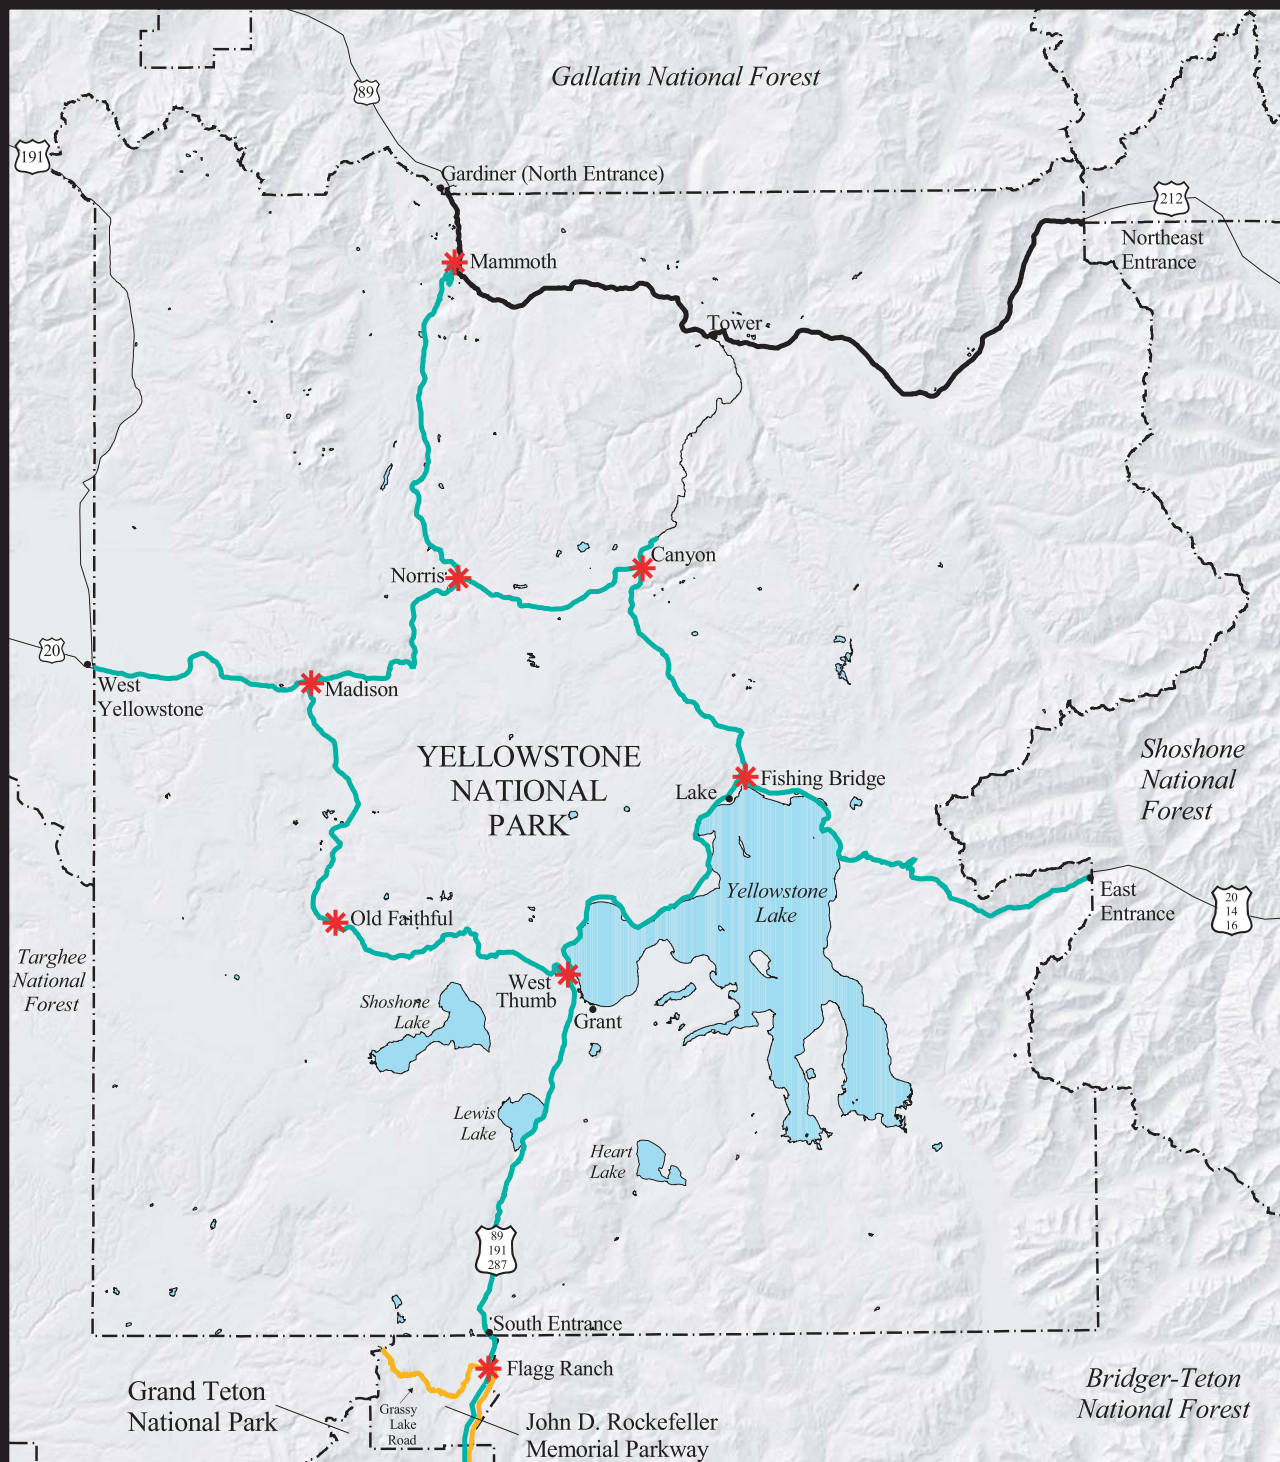 Gallatin National Forest
89
191
Gardiner (North Entrance)
212
Northeast
Entrance
Mammoth
Tower
Canyon
Norris
20
West
Yellowstone
Madison
YELLOWSTONE
NATIONAL
PARK
Shoshone
National
Forest
Fishing Bridge
Lake
Yellowstone
Lake
East
Entrance
20
14
16
Old Faithful
Targhee
National
Forest
West
Thumb
Shoshone
Lake
Grant
Lewis
Lake
Heart
Lake
89
191
287
South Entrance
Flagg Ranch
Grand Teton
National Park
Grassy
Lake
Road
John D. Rockefeller
Memorial Parkway
Bridger-Teton
National Forest